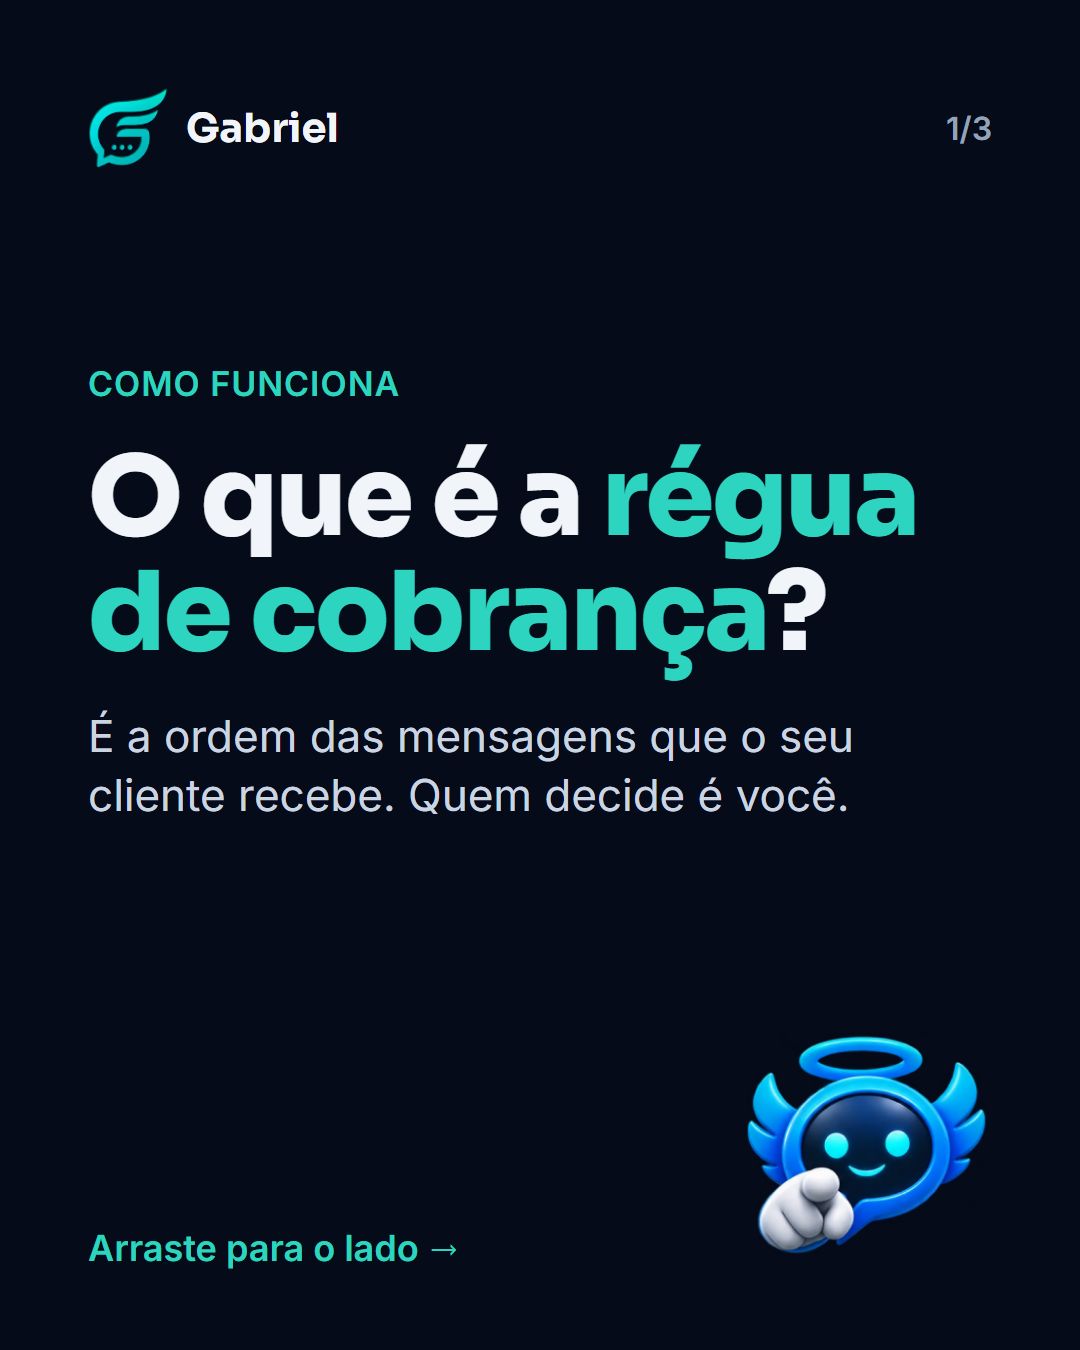 Gabriel
1/3
COMO FUNCIONA
O que é a régua
de cobrança?
É a ordem das mensagens que o seu
cliente recebe. Quem decide é você.
Arraste para o lado →